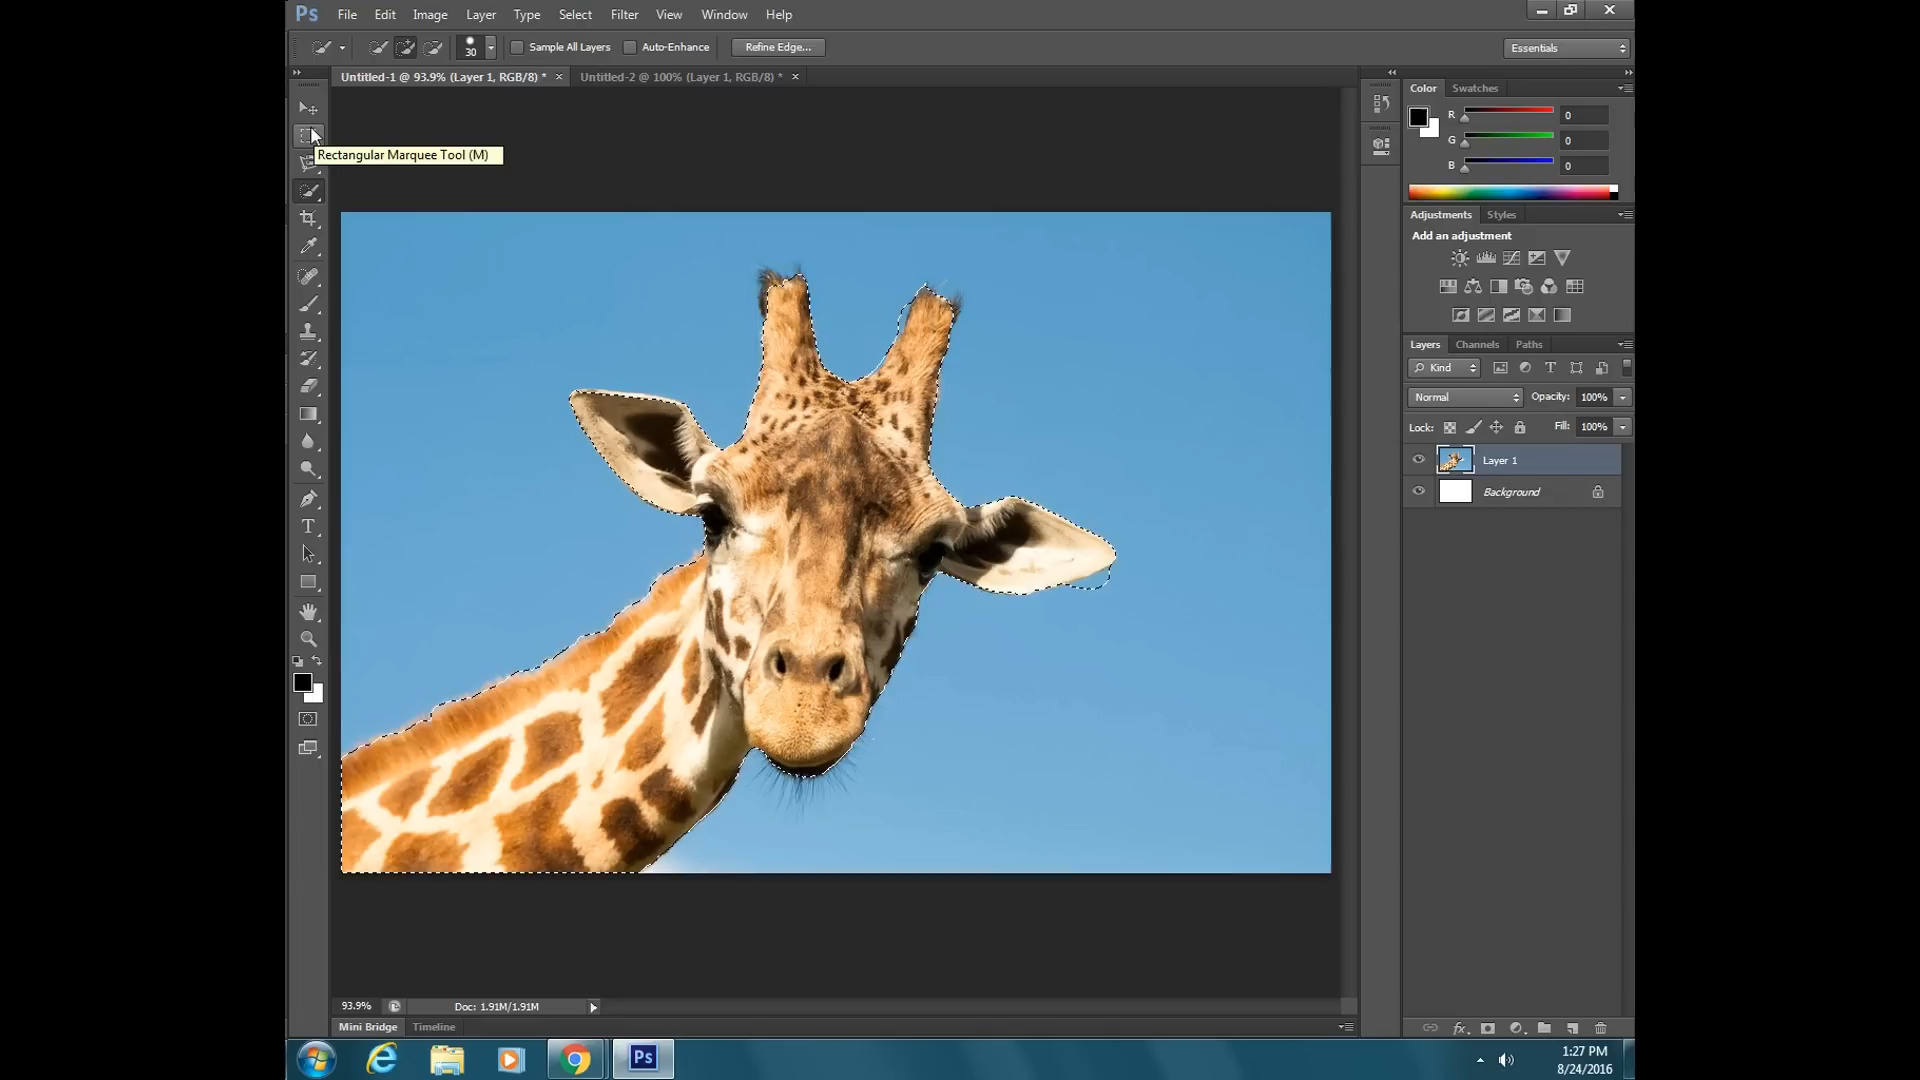 Ps File Edit Image Layer Type Select Filter View Window Help
30 Sample All Layers Auto-Enhance Refine Edge... Essentials
Untitled-1 @ 93.9% (Layer 1, RGB/8) * × Untitled-2 @ 100% (Layer 1, RGB/8) * ×
Rectangular Marquee Tool (M)
Color Swatches
R 0
G 0
B 0
Adjustments Styles
Add an adjustment
Layers Channels Paths
Kind
Normal Opacity: 100%
Lock: Fill: 100%
Layer 1
Background
T
fx
93.9% Doc: 1.91M/1.91M
Mini Bridge Timeline
Ps
1:27 PM
8/24/2016